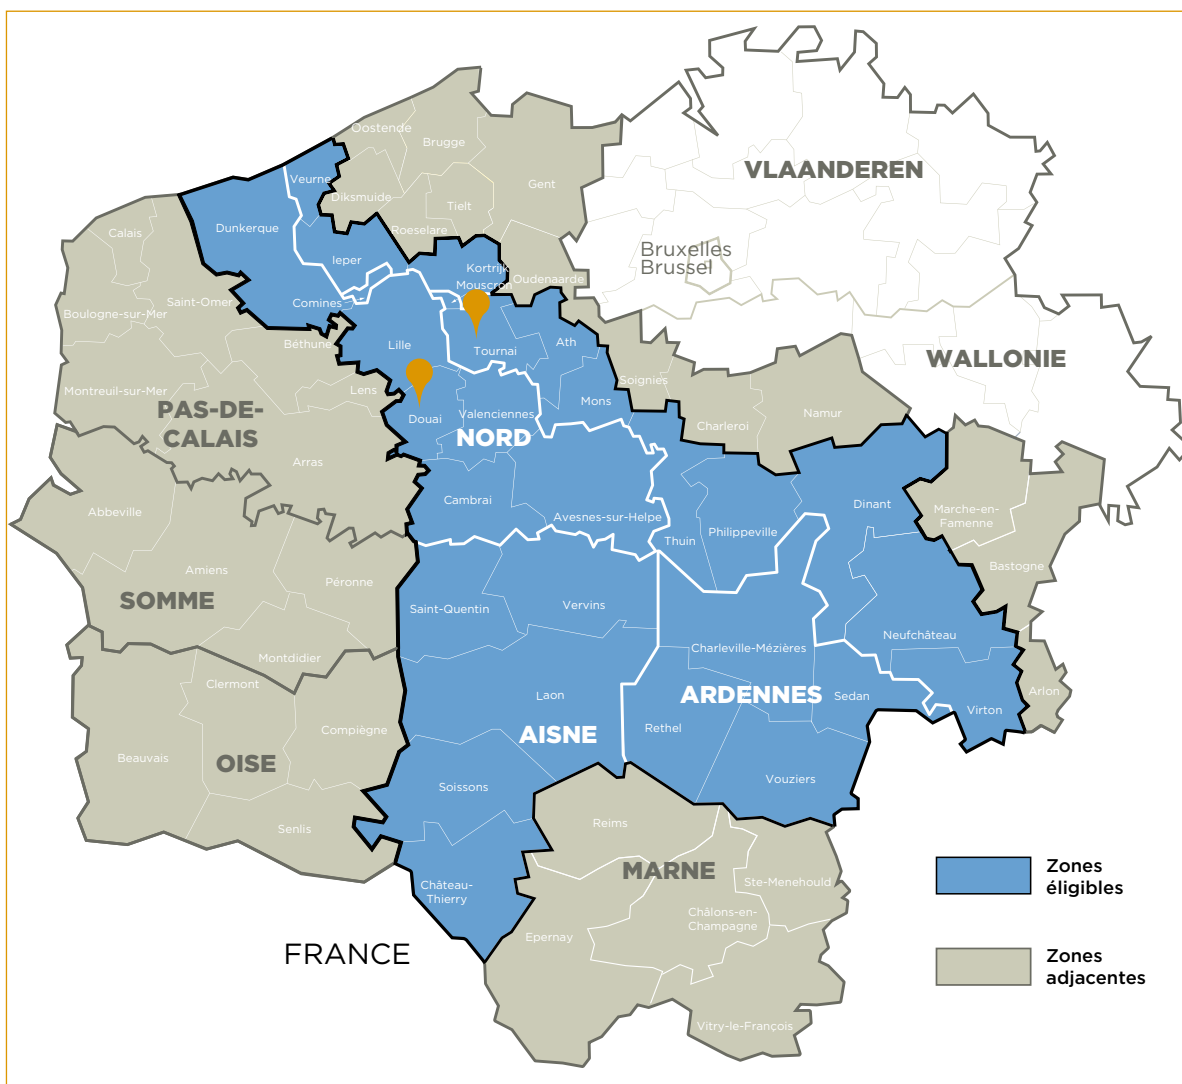 Oostende
Brugge
VLAANDEREN
Veurne
Gent
Diksmuide
Tielt
Dunkerque
Calais
Roeselare
Bruxelles
Brussel
Ieper
Kortrijk
Oudenaarde
Mouscron
Saint-Omer
Comines
Boulogne-sur-Mer
Béthune
Lille
Ath
Tournai
WALLONIE
Soignies
Montreuil-sur-Mer
Lens
Mons
PAS-DE-
CALAIS
Douai
Valenciennes
NORD
Charleroi
Namur
Arras
Cambrai
Avesnes-sur-Helpe
Dinant
Abbeville
Marche-en-
Famenne
Philippeville
Thuin
Bastogne
Amiens
Péronne
SOMME
Saint-Quentin
Vervins
Neufchâteau
Charleville-Mézières
Montdidier
Clermont
Laon
ARDENNES
Sedan
Arlon
Virton
Compiègne
Rethel
AISNE
Beauvais
OISE
Soissons
Vouziers
Senlis
Reims
MARNE
Ste-Menehould
Château-
Thierry
Châlons-en-
Champagne
Epernay
FRANCE
Vitry-le-François
Zones
éligibles
Zones
adjacentes